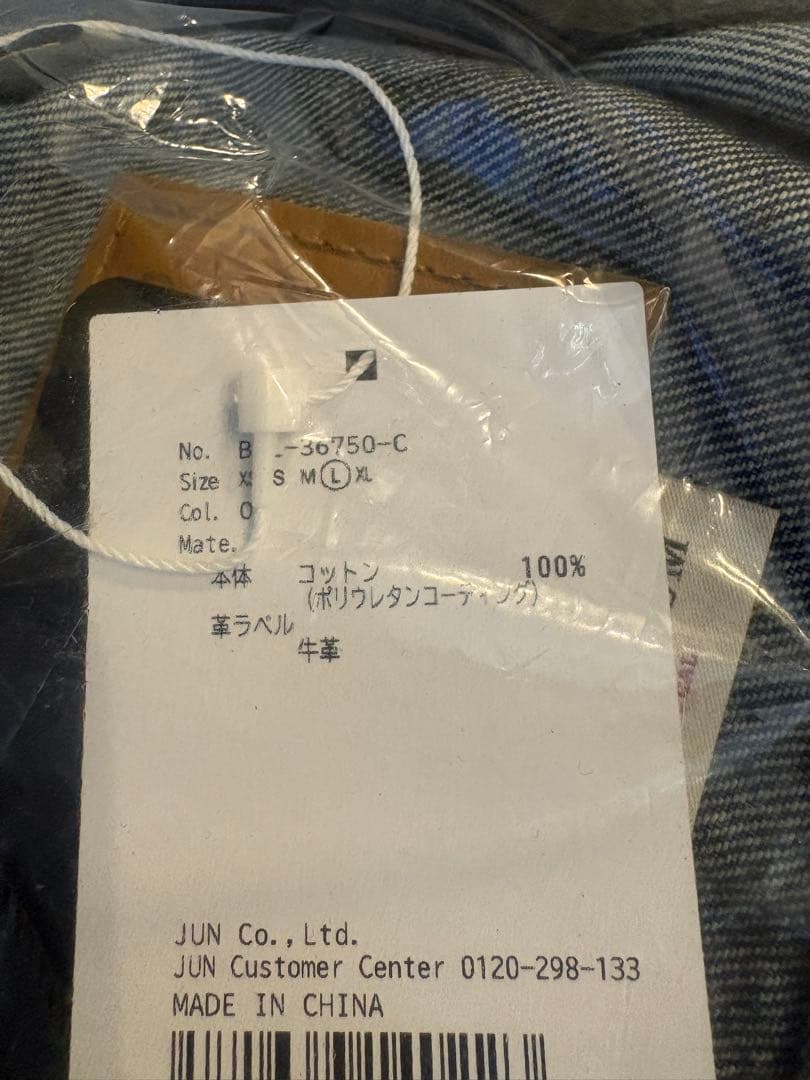 No. B -36750-C
Size XS S M L XL
Col. 0
Mate.
本体 コットン 100%
(ポリウレタンコーティング)
革ラベル
牛革
JUN Co.,Ltd.
JUN Customer Center 0120-298-133
MADE IN CHINA